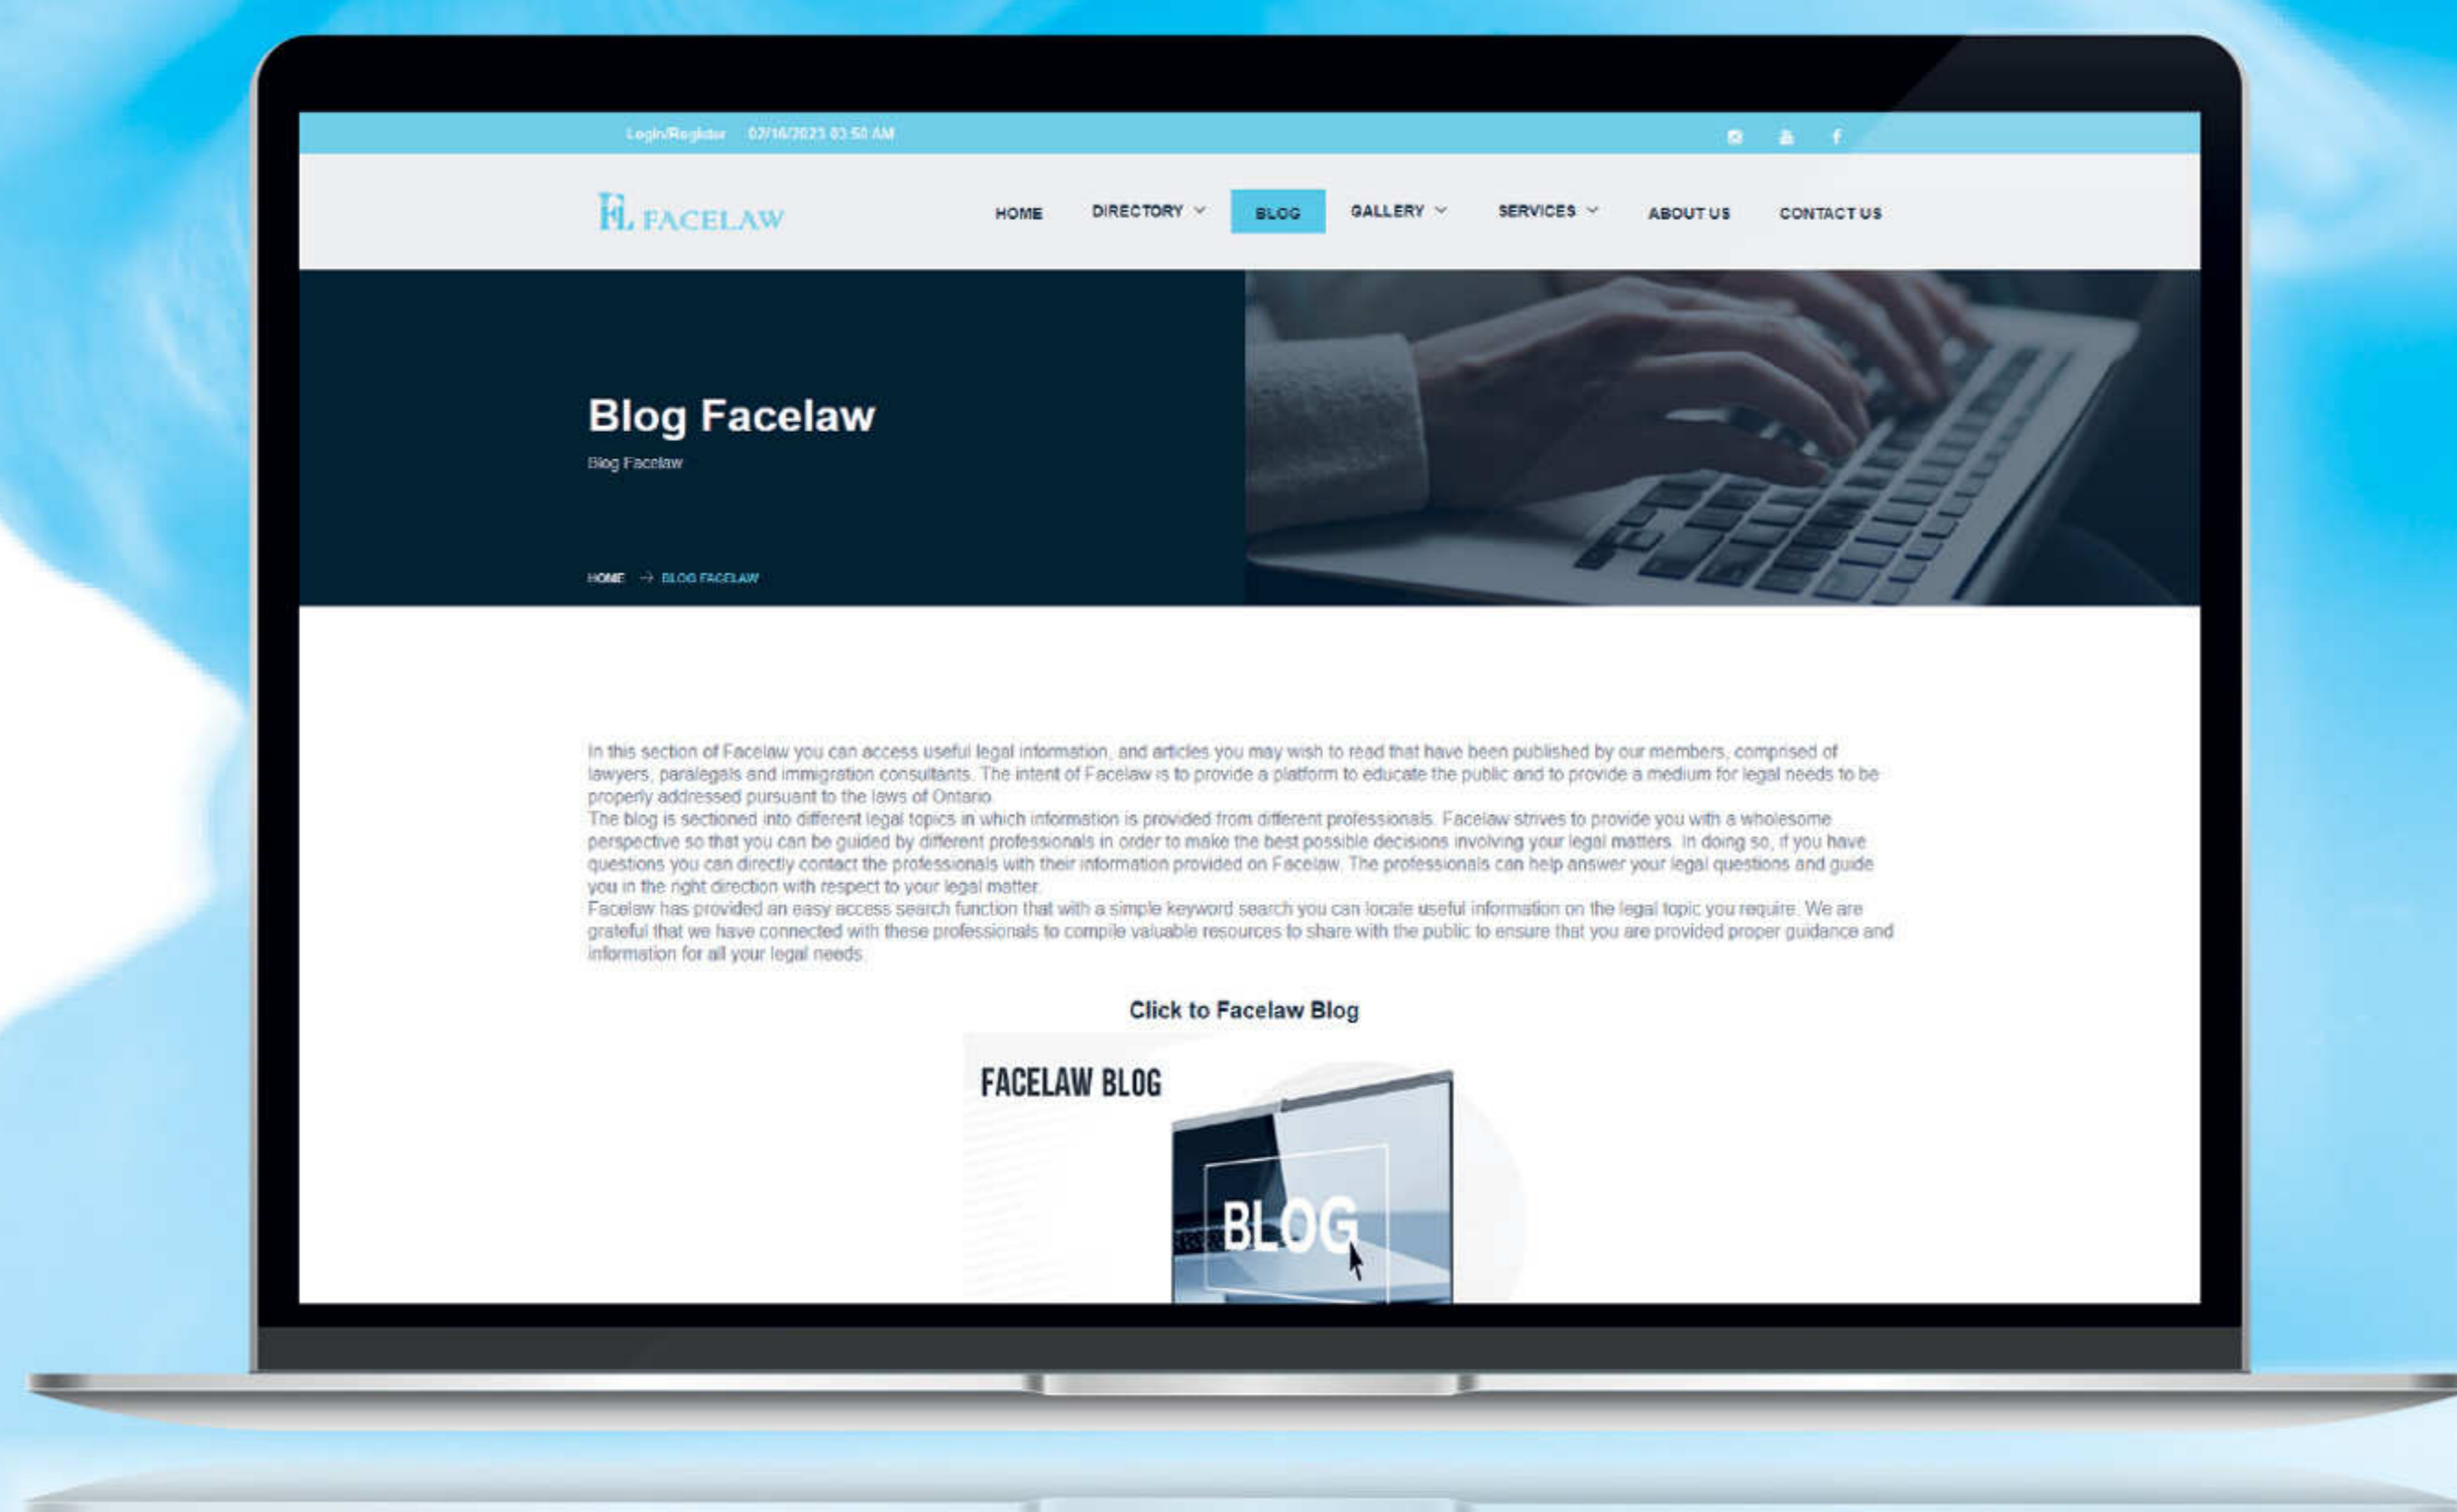 Login/Register 02/16/2023 03:50 AM
FL FACELAW
HOME DIRECTORY BLOG GALLERY SERVICES ABOUT US CONTACT US
Blog Facelaw
Blog Facelaw
HOME → BLOG FACELAW
In this section of Facelaw you can access useful legal information, and articles you may wish to read that have been published by our members, comprised of
lawyers, paralegals and immigration consultants. The intent of Facelaw is to provide a platform to educate the public and to provide a medium for legal needs to be
properly addressed pursuant to the laws of Ontario.
The blog is sectioned into different legal topics in which information is provided from different professionals. Facelaw strives to provide you with a wholesome
perspective so that you can be guided by different professionals in order to make the best possible decisions involving your legal matters. In doing so, if you have
questions you can directly contact the professionals with their information provided on Facelaw. The professionals can help answer your legal questions and guide
you in the right direction with respect to your legal matter.
Facelaw has provided an easy access search function that with a simple keyword search you can locate useful information on the legal topic you require. We are
grateful that we have connected with these professionals to compile valuable resources to share with the public to ensure that you are provided proper guidance and
information for all your legal needs.
Click to Facelaw Blog
FACELAW BLOG
BLOG